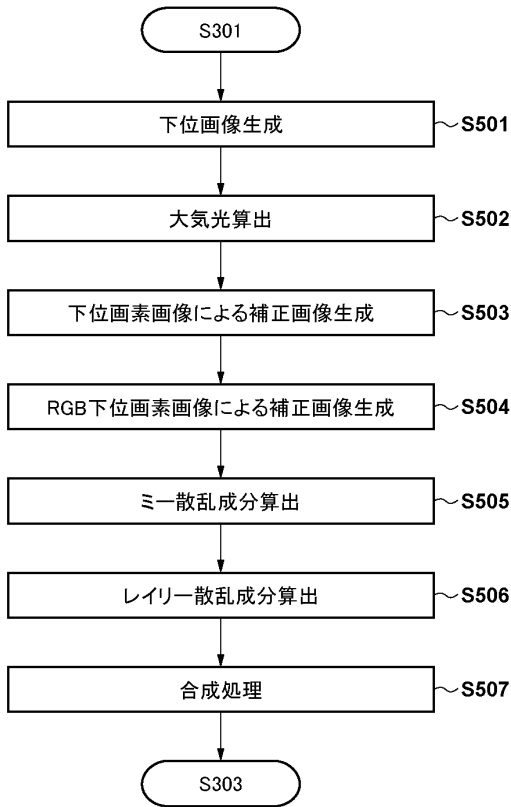 S301
下位画像生成 S501
大気光算出 S502
下位画素画像による補正画像生成 S503
RGB下位画素画像による補正画像生成 S504
ミー散乱成分算出 S505
レイリー散乱成分算出 S506
合成処理 S507
S303